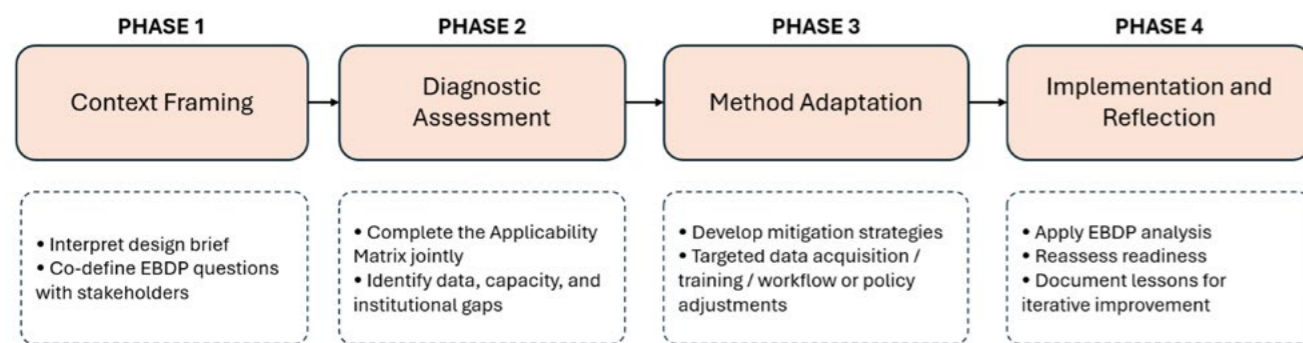 PHASE 1
Context Framing
• Interpret design brief
• Co-define EBDP questions
with stakeholders
PHASE 2
Diagnostic
Assessment
• Complete the Applicability
Matrix jointly
• Identify data, capacity, and
institutional gaps
PHASE 3
Method Adaptation
• Develop mitigation strategies
• Targeted data acquisition /
training / workflow or policy
adjustments
PHASE 4
Implementation and
Reflection
• Apply EBDP analysis
• Reassess readiness
• Document lessons for
iterative improvement